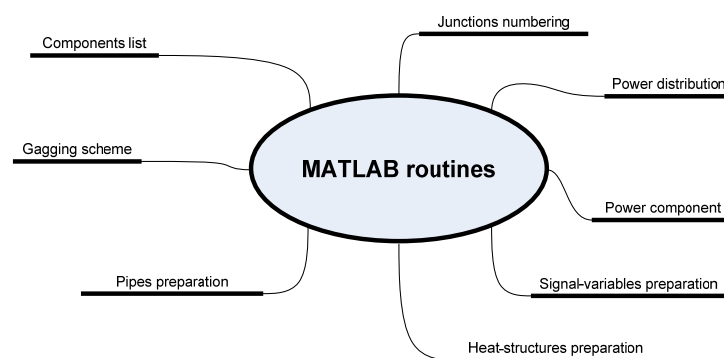 Junctions numbering
Components list
Power distribution
Gagging scheme
MATLAB routines
Power component
Pipes preparation
Signal-variables preparation
Heat-structures preparation